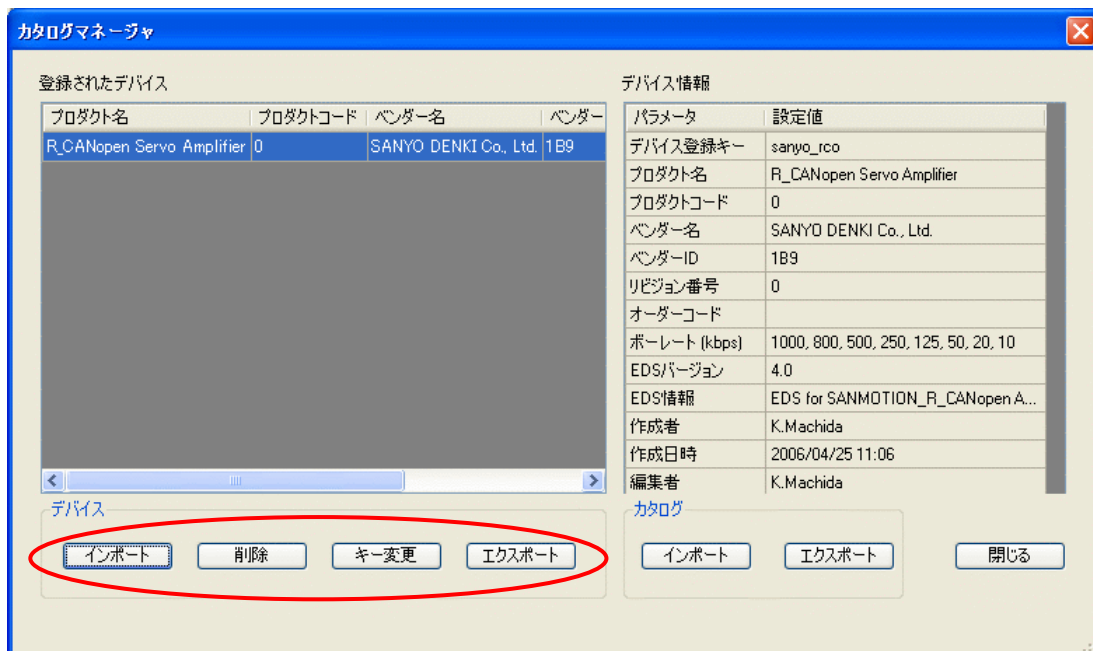 カタログマネージャ
登録されたデバイス
プロダクト名 プロダクトコード ベンダー名 ベンダー
R_CANopen Servo Amplifier 0 SANYO DENKI Co., Ltd. 1B9
デバイス情報
パラメータ 設定値
デバイス登録キー sanyo_rco
プロダクト名 R_CANopen Servo Amplifier
プロダクトコード 0
ベンダー名 SANYO DENKI Co., Ltd.
ベンダーID 1B9
リビジョン番号 0
オーダーコード
ボーレート (kbps) 1000, 800, 500, 250, 125, 50, 20, 10
EDSバージョン 4.0
EDS情報 EDS for SANMOTION_R_CANopen A...
作成者 K.Machida
作成日時 2006/04/25 11:06
編集者 K.Machida
デバイス
インポート 削除 キー変更 エクスポート
カタログ
インポート エクスポート
閉じる